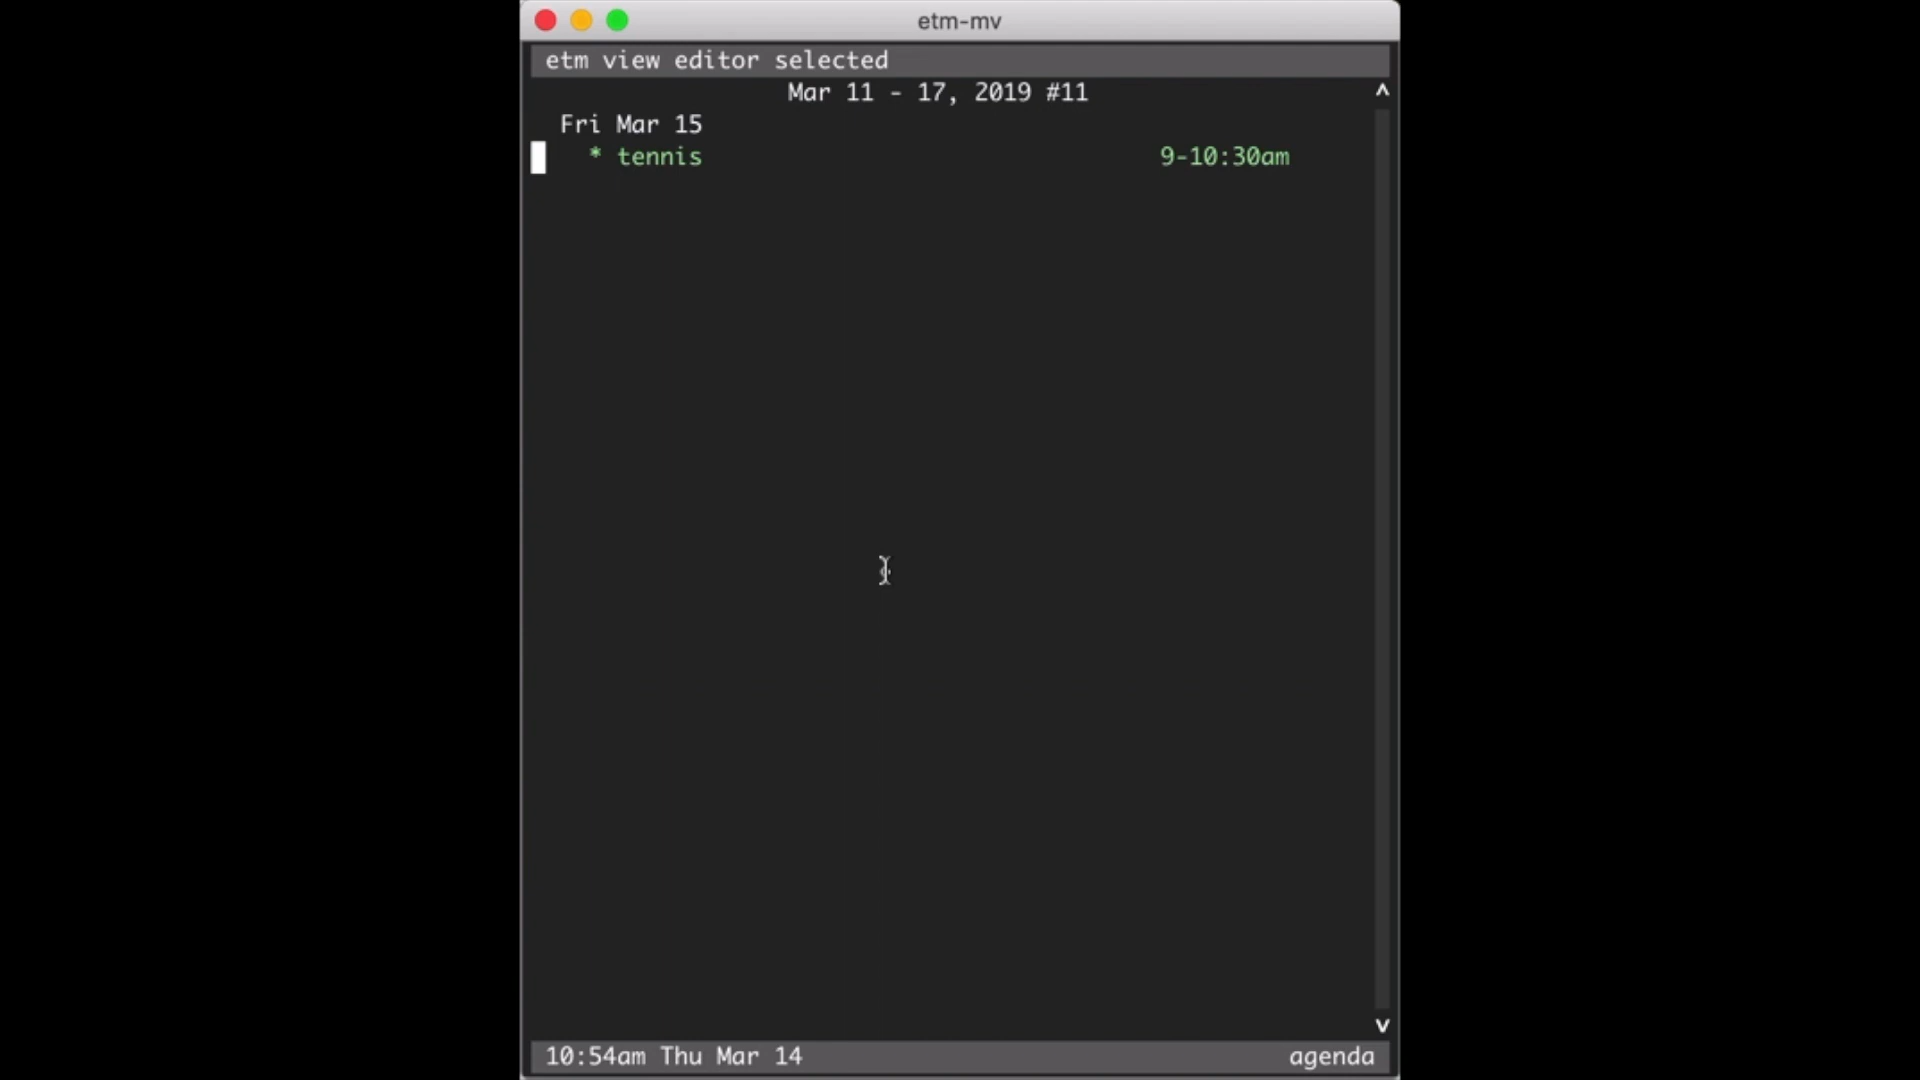 etm-mv
etm view editor selected
Mar 11 - 17, 2019 #11
Fri Mar 15
* tennis 9-10:30am
10:54am Thu Mar 14 agenda